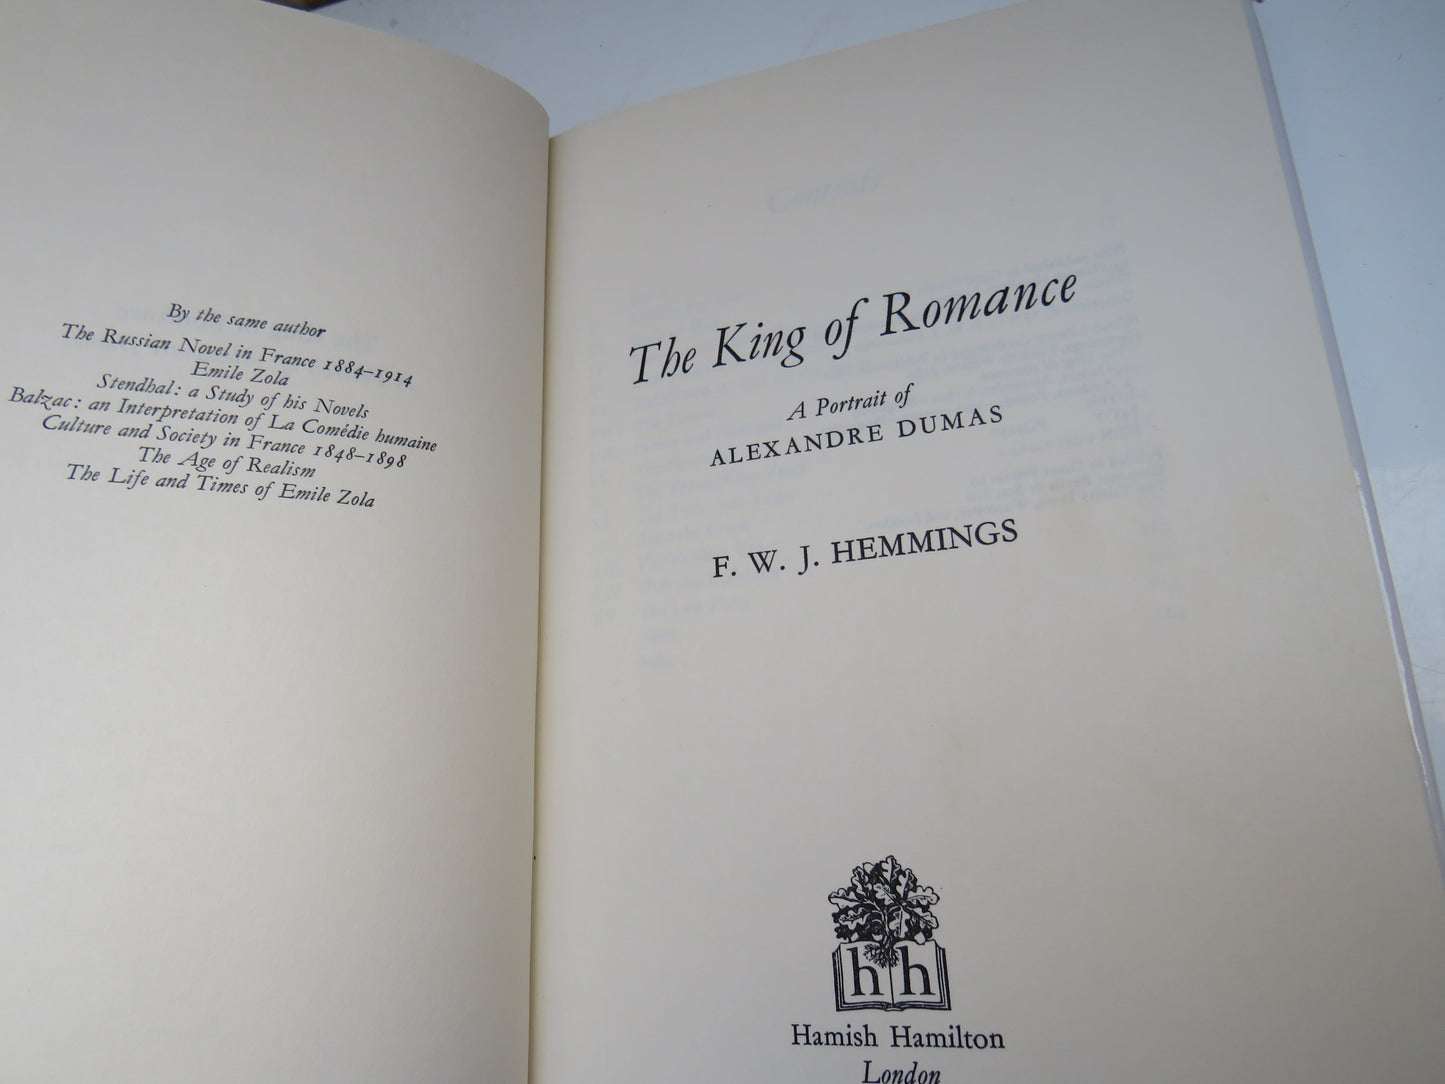 By the same author
The Russian Novel in France 1884–1914
Emile Zola
Stendhal: a Study of his Novels
Balzac: an Interpretation of La Comédie humaine
Culture and Society in France 1848–1898
The Age of Realism
The Life and Times of Emile Zola
The King of Romance
A Portrait of
ALEXANDRE DUMAS
F. W. J. HEMMINGS
h h
Hamish Hamilton
London